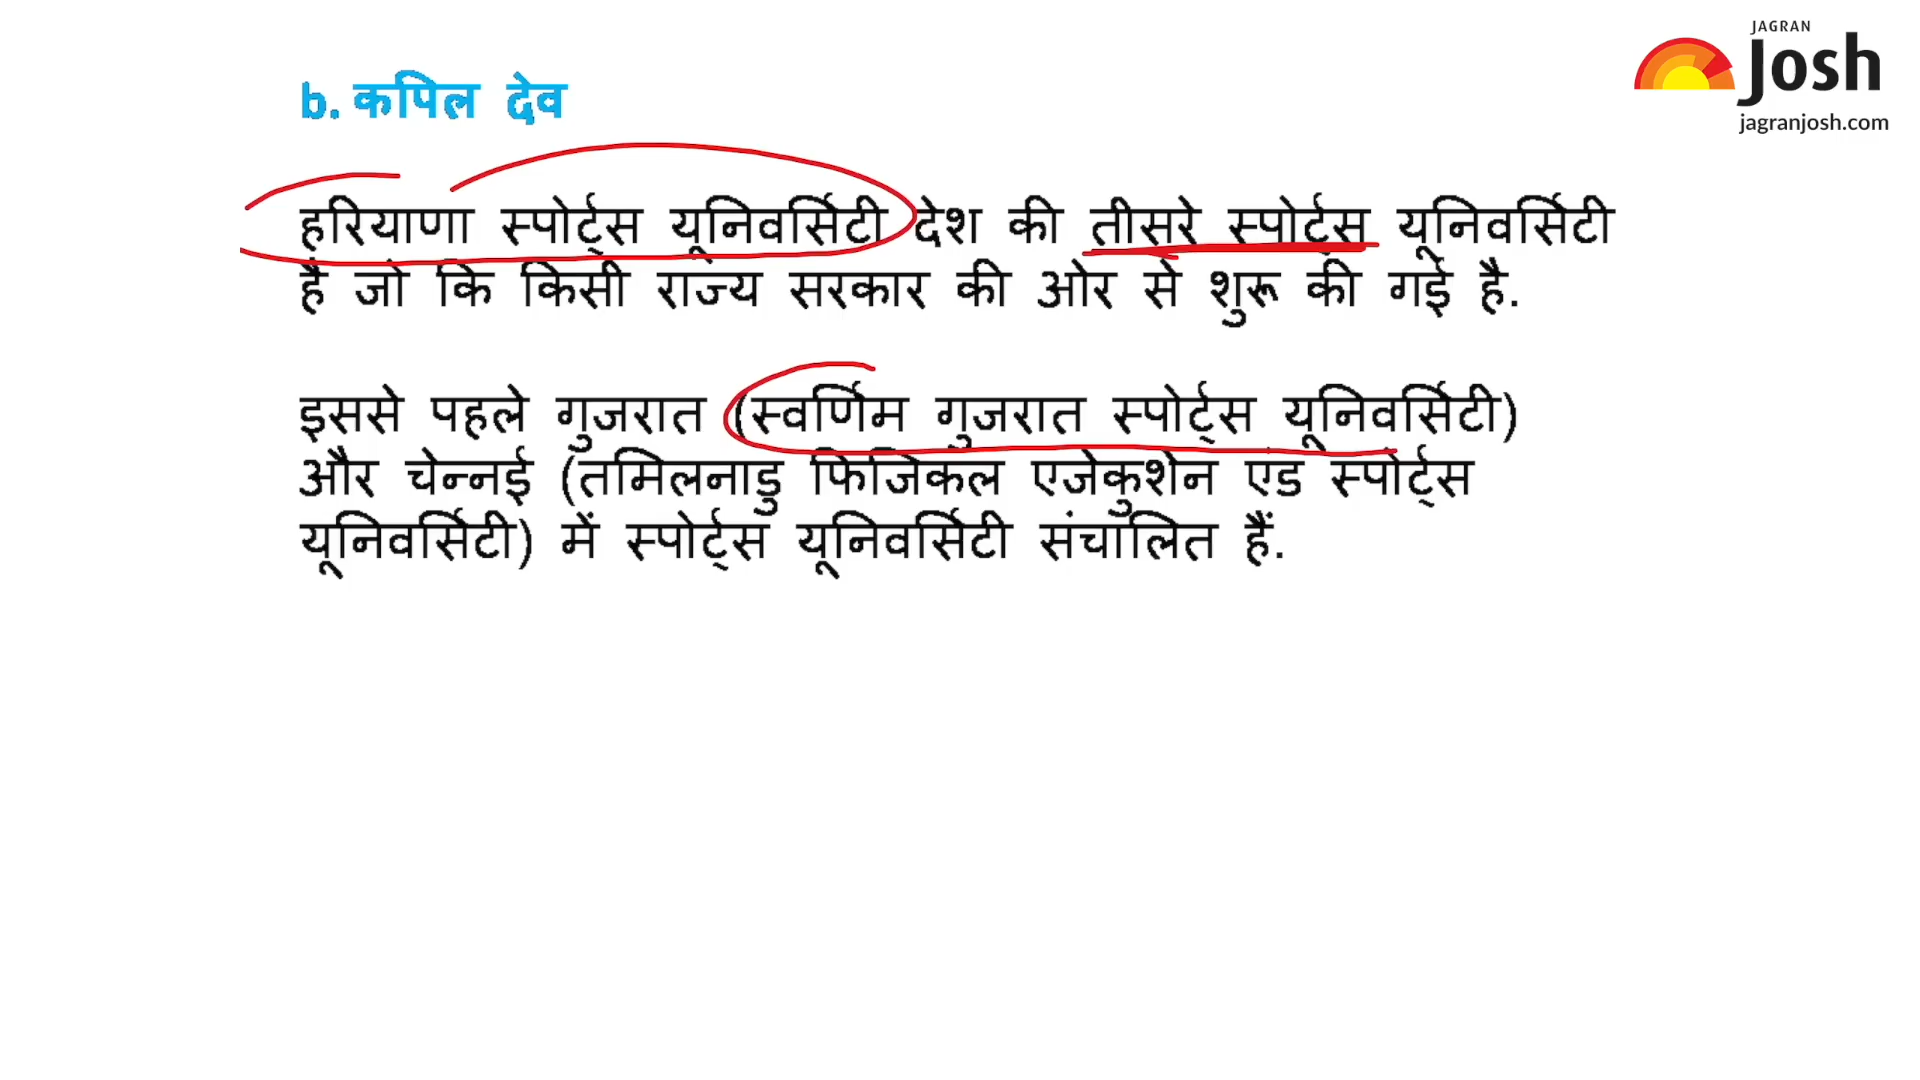 JAGRAN
Josh
jagranjosh.com
b. कपिल देव
हरियाणा स्पोर्ट्स यूनिवर्सिटी देश की तीसरे स्पोर्ट्स यूनिवर्सिटी
है जो कि किसी राज्य सरकार की ओर से शुरू की गई है.
इससे पहले गुजरात (स्वर्णिम गुजरात स्पोर्ट्स यूनिवर्सिटी)
और चेन्नई (तमिलनाडु फिजिकल एजेकुशेन एंड स्पोर्ट्स
यूनिवर्सिटी) में स्पोर्ट्स यूनिवर्सिटी संचालित हैं.